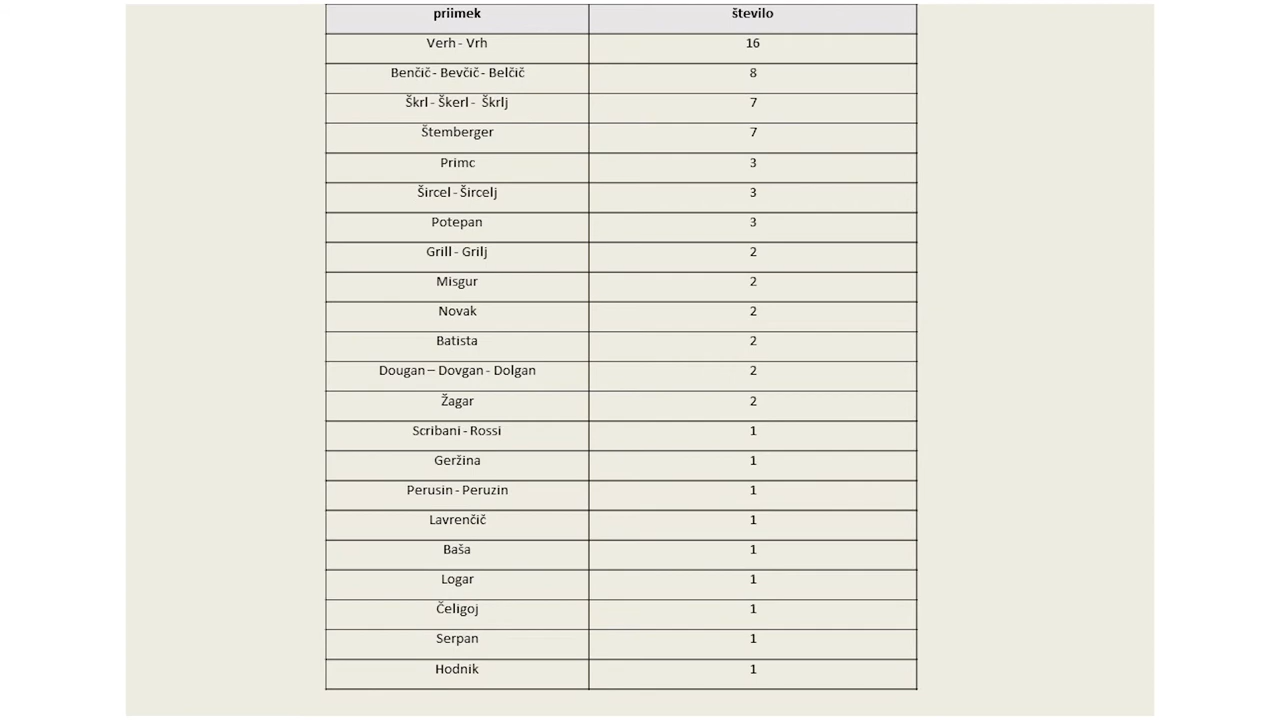 priimek število
Verh - Vrh 16
Benčič - Bevčič - Belčič 8
Škrl - Škerl - Škrlj 7
Štemberger 7
Primc 3
Šircel - Šircelj 3
Potepan 3
Grill - Grilj 2
Misgur 2
Novak 2
Batista 2
Dougan – Dovgan - Dolgan 2
Žagar 2
Scribani - Rossi 1
Geržina 1
Perusin - Peruzin 1
Lavrenčič 1
Baša 1
Logar 1
Čeligoj 1
Serpan 1
Hodnik 1